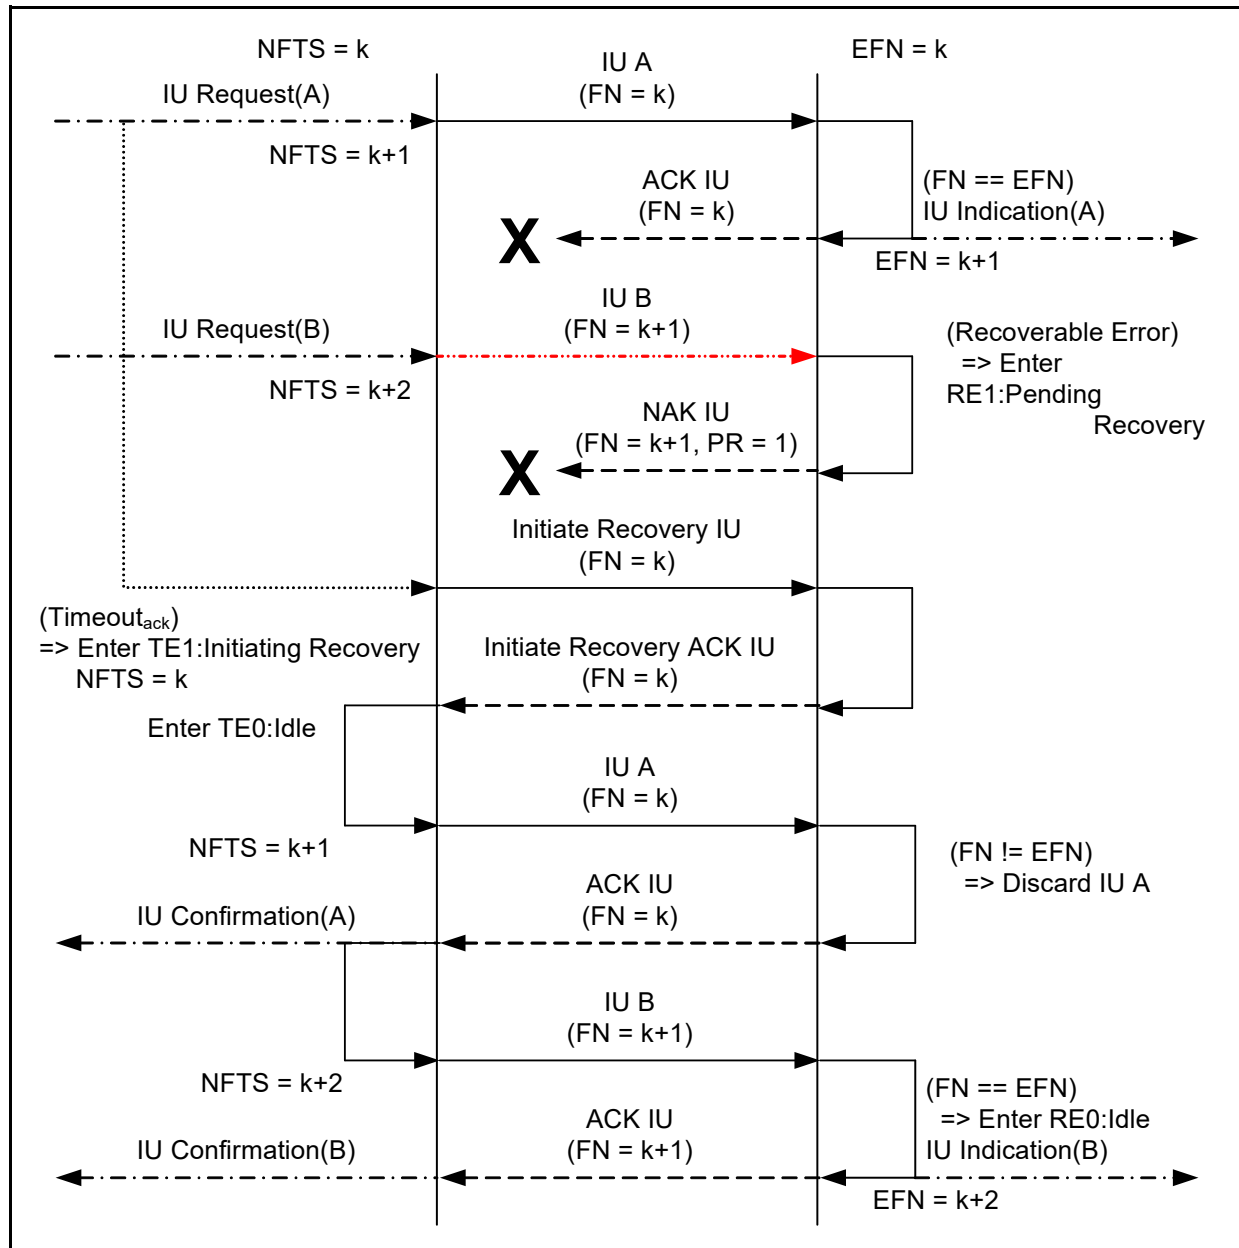 NFTS = k
EFN = k
IU A
(FN = k)
IU Request(A)
NFTS = k+1
ACK IU
(FN = k)
(FN == EFN)
IU Indication(A)
X
EFN = k+1
IU B
(FN = k+1)
IU Request(B)
NFTS = k+2
(Recoverable Error)
=> Enter
RE1:Pending
Recovery
NAK IU
(FN = k+1, PR = 1)
X
Initiate Recovery IU
(FN = k)
(Timeoutack)
=> Enter TE1:Initiating Recovery
NFTS = k
Initiate Recovery ACK IU
(FN = k)
Enter TE0:Idle
IU A
(FN = k)
NFTS = k+1
(FN != EFN)
=> Discard IU A
ACK IU
(FN = k)
IU Confirmation(A)
IU B
(FN = k+1)
NFTS = k+2
(FN == EFN)
=> Enter RE0:Idle
IU Indication(B)
ACK IU
(FN = k+1)
IU Confirmation(B)
EFN = k+2